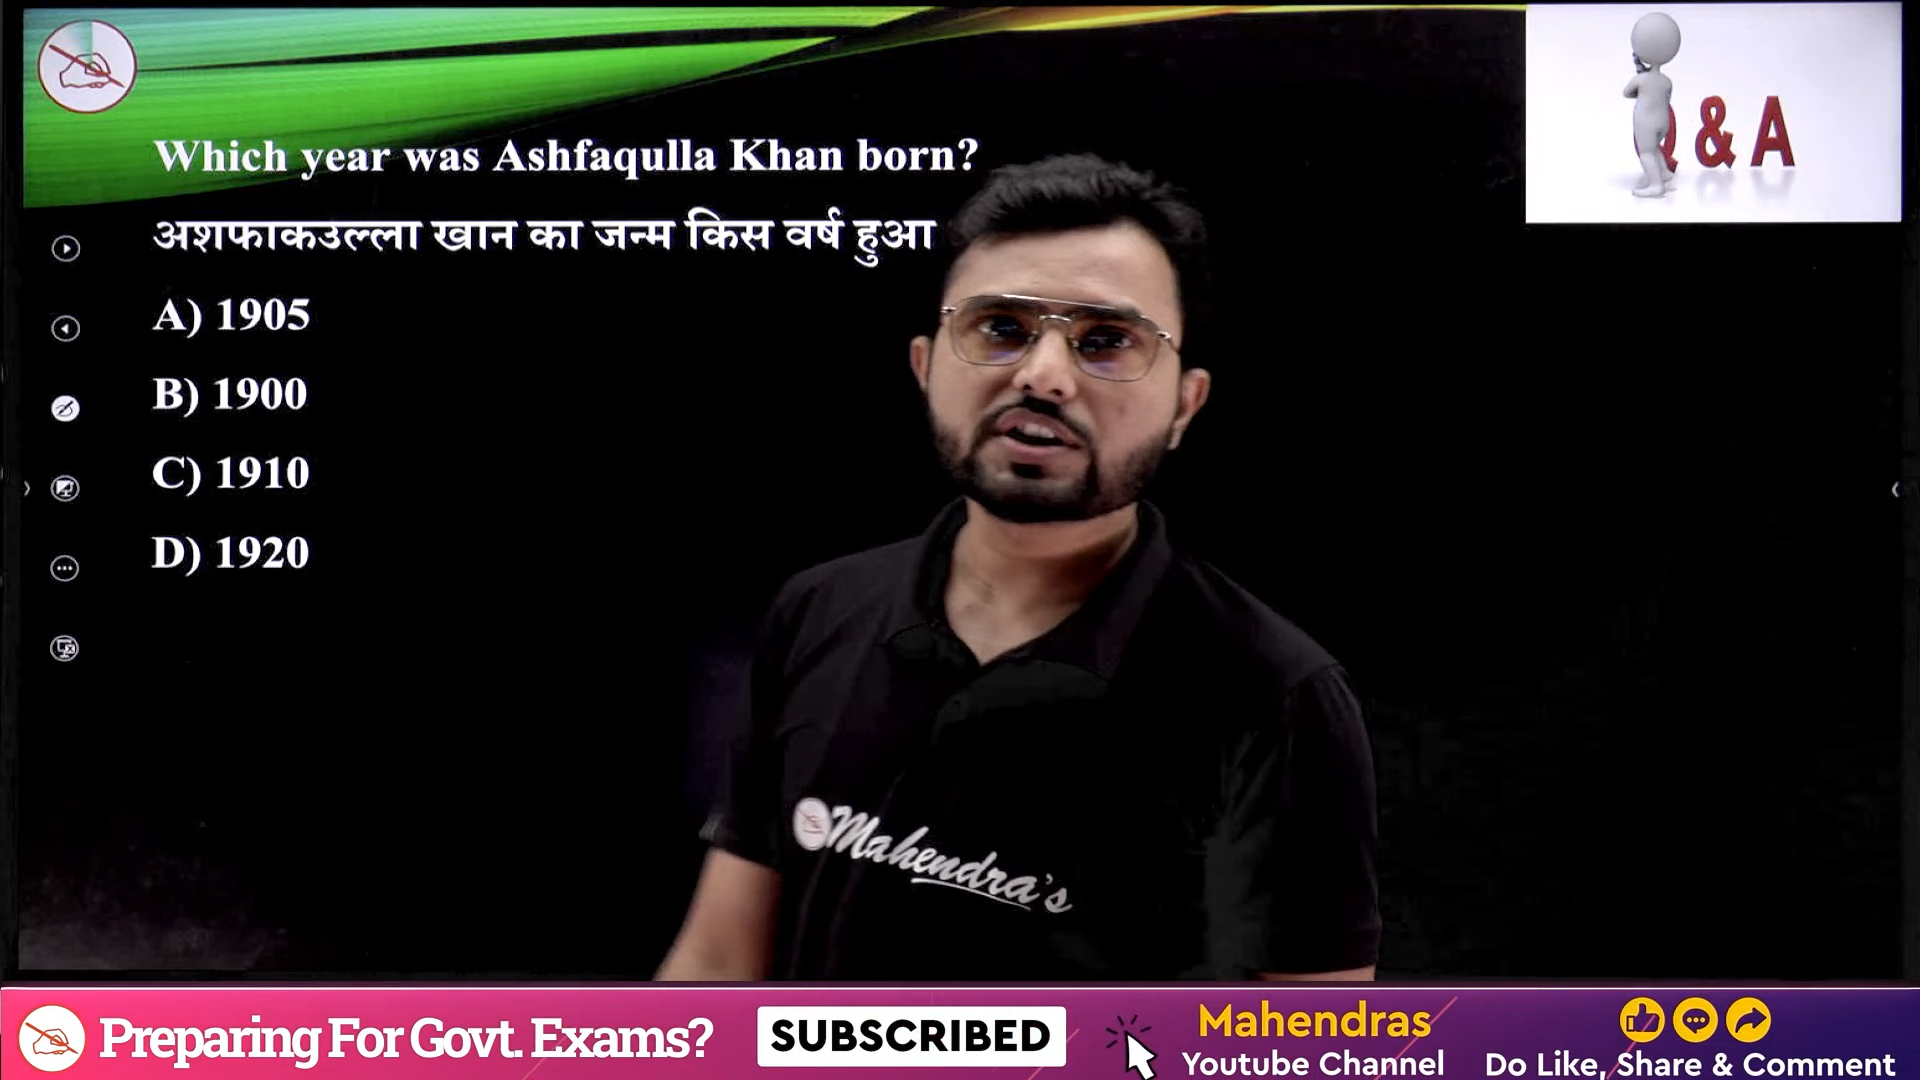 Which year was Ashfaqulla Khan born?
अशफाकउल्ला खान का जन्म किस वर्ष हुआ
A) 1905
B) 1900
C) 1910
D) 1920
Q & A
Mahendra's
Preparing For Govt. Exams?
SUBSCRIBED
Mahendras
Youtube Channel
Do Like, Share & Comment